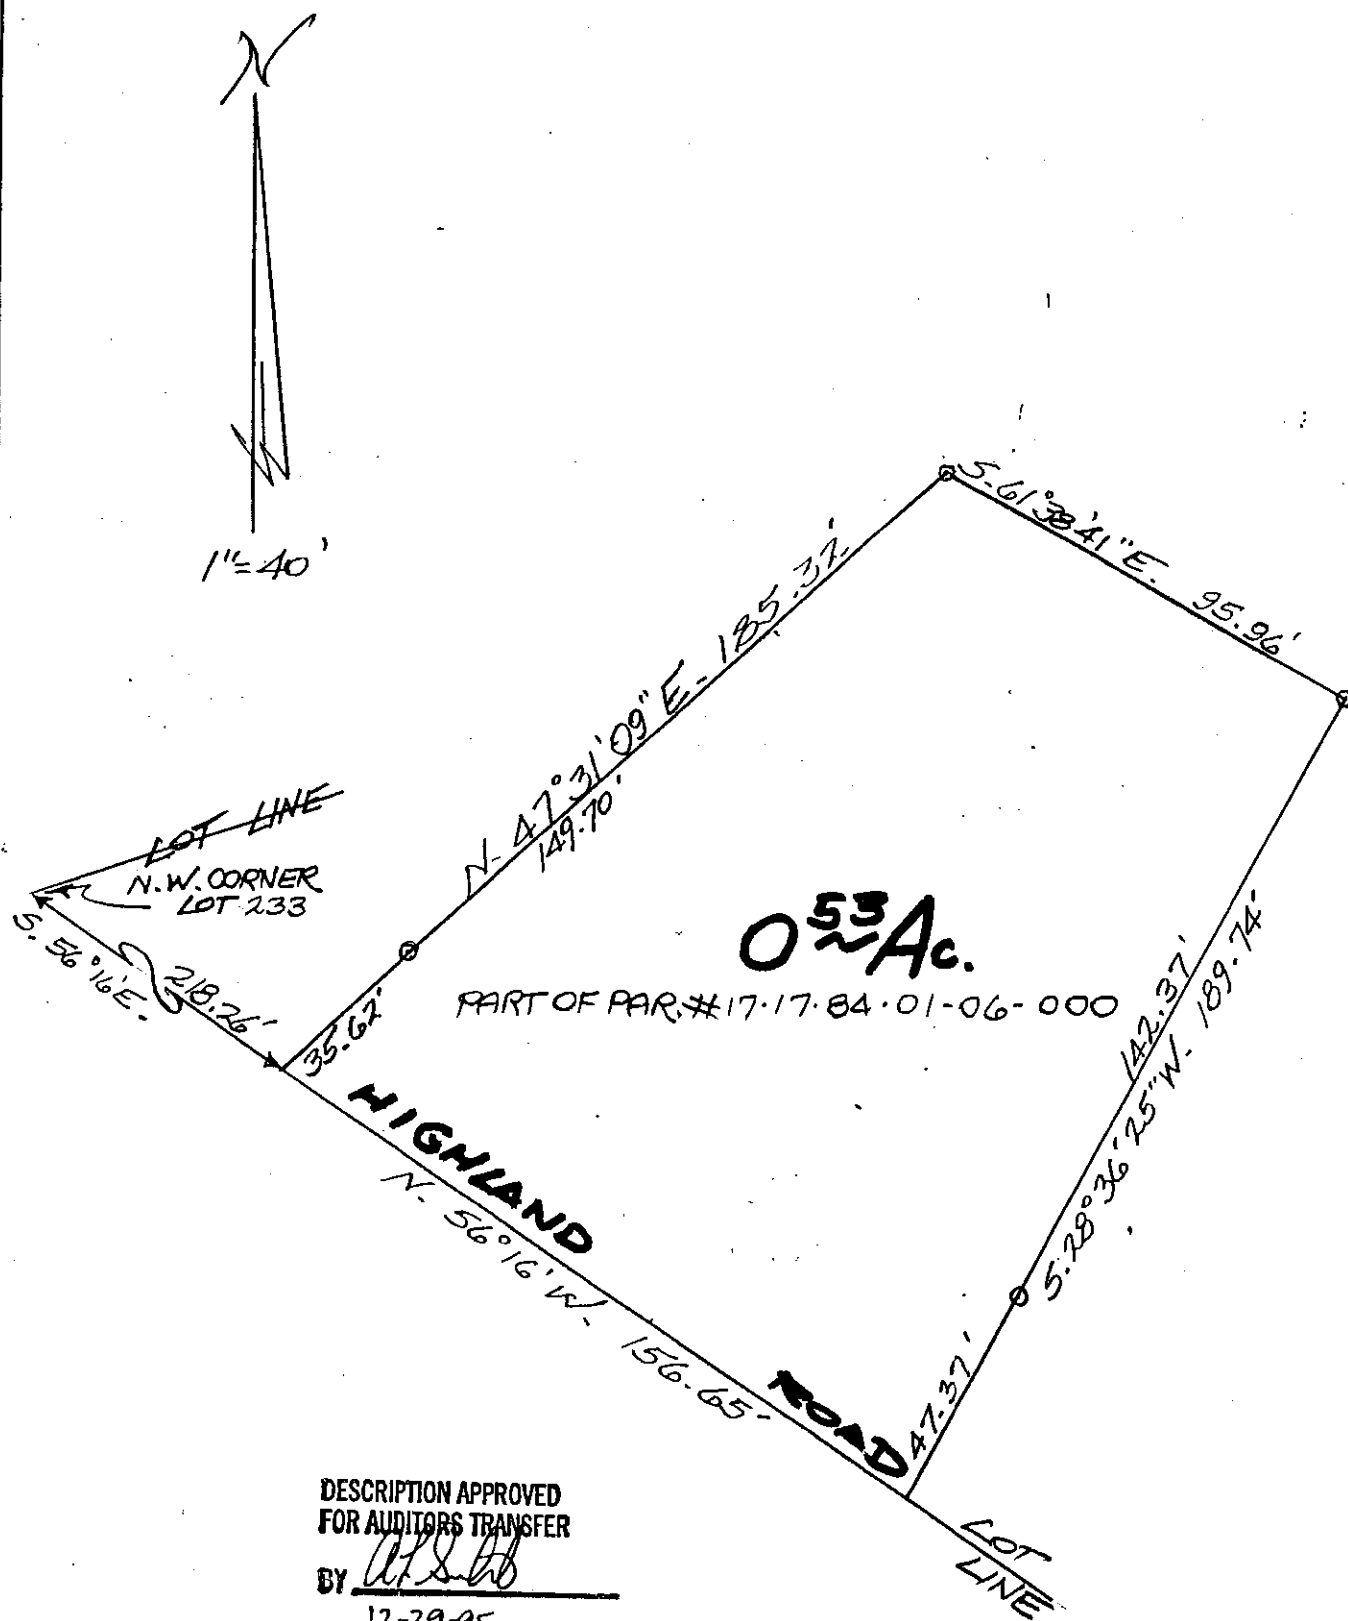 N
1"=40'
S-61°38'41"E. 95.96'
N-47°31'09"E-185.32'
149.70'
LOT LINE
N.W. CORNER
LOT 233
S. 56°16'E.
218.26'
35.62'
0 53 Ac.
PART OF PAR.#17.17.84.01-06-000
142.37'
S.28°36'25"W-189.74'
HIGHLAND
ROAD
N-56°16'W-156.65'
47.37'
LOT
LINE
DESCRIPTION APPROVED
FOR AUDITORS TRANSFER
BY
12-29-95